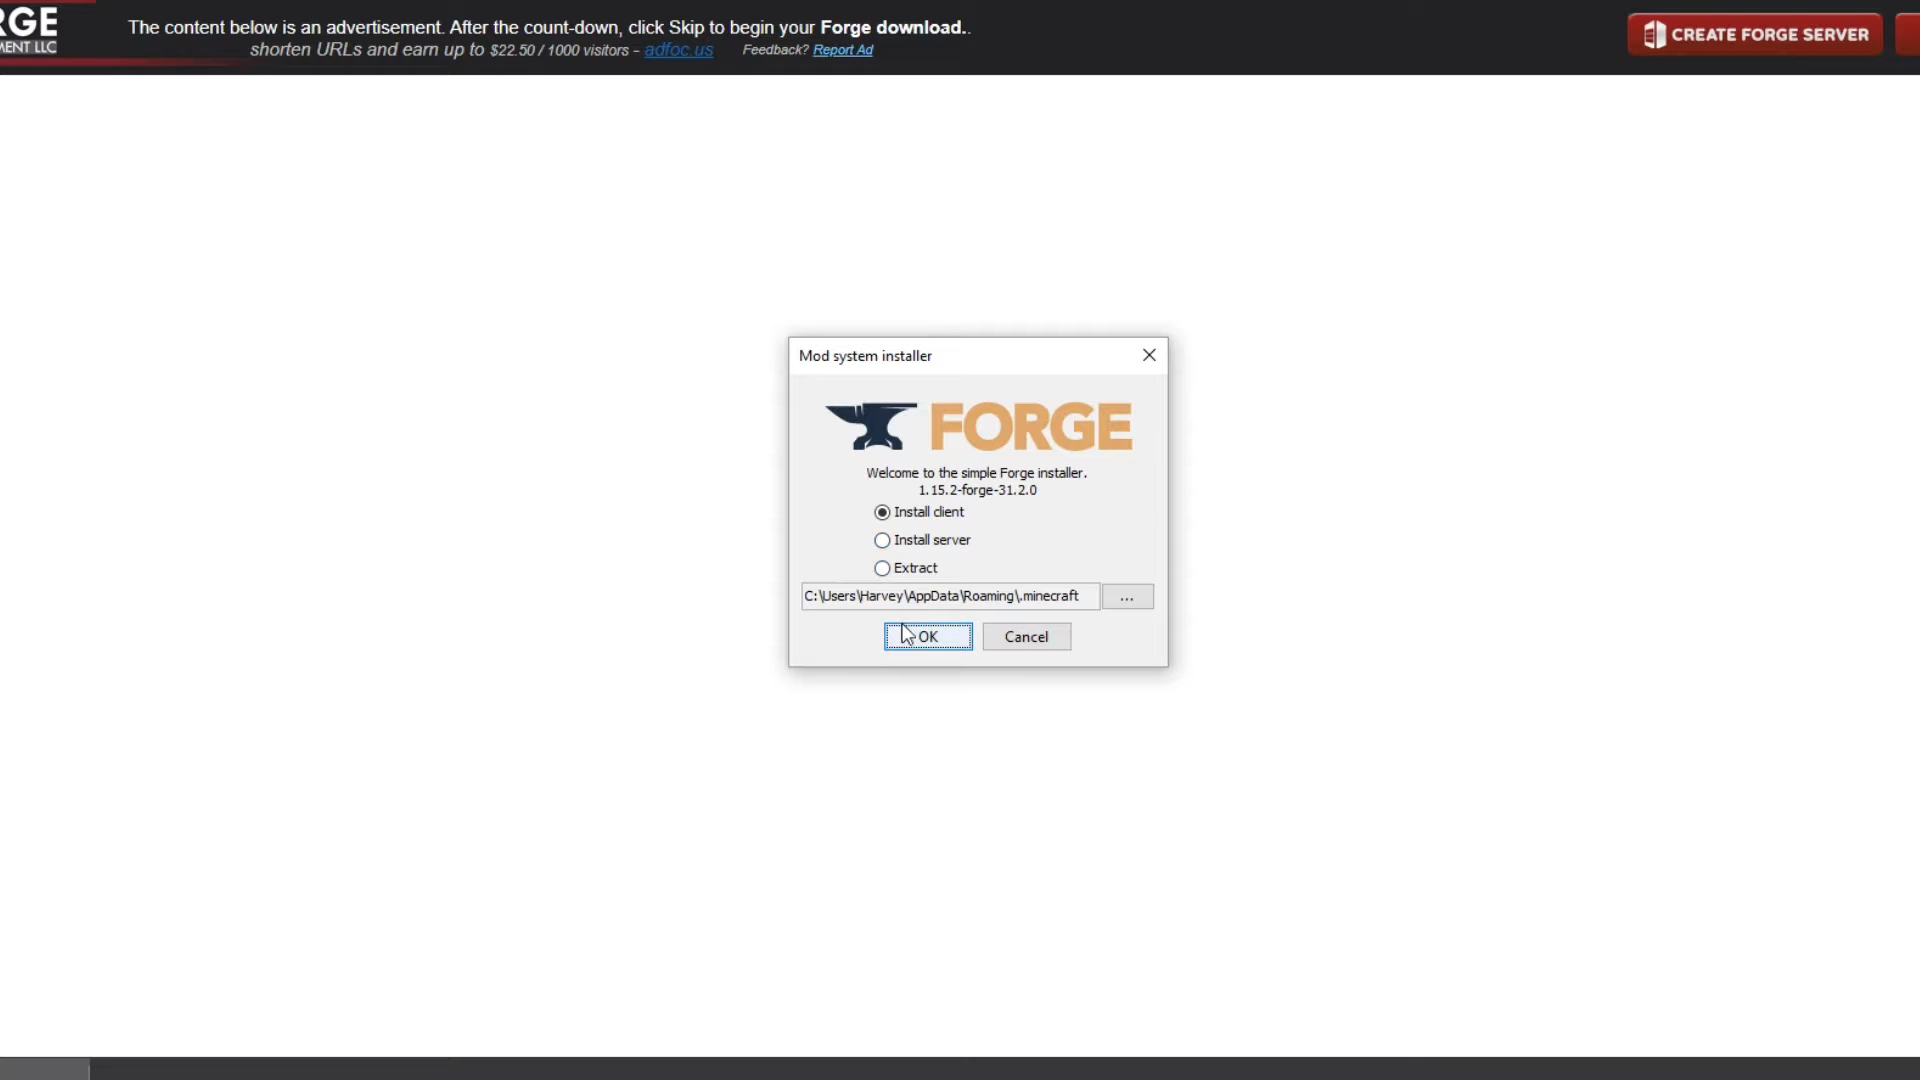 RGE
MENT LLC
The content below is an advertisement. After the count-down, click Skip to begin your Forge download..
shorten URLs and earn up to $22.50 / 1000 visitors - adfoc.us Feedback? Report Ad
CREATE FORGE SERVER
Mod system installer
FORGE
Welcome to the simple Forge installer.
1.15.2-forge-31.2.0
Install client
Install server
Extract
C:\Users\Harvey\AppData\Roaming\.minecraft ...
OK Cancel